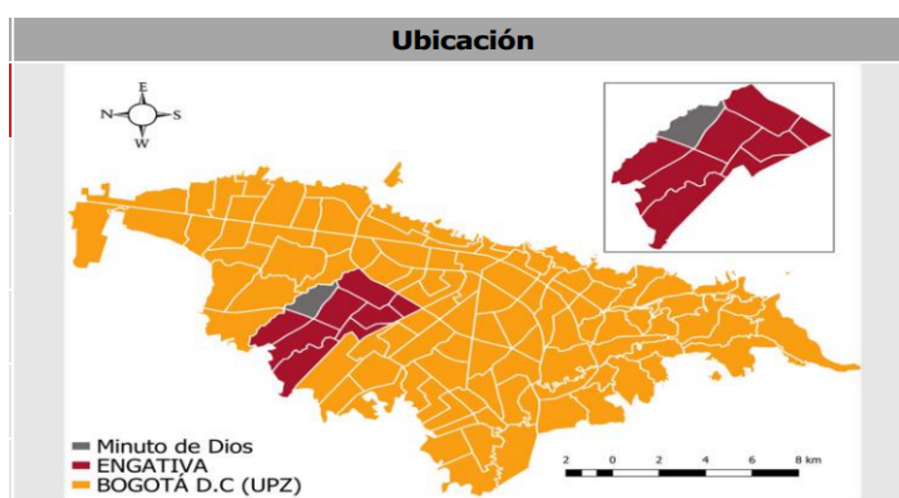 Ubicación
E
N
S
W
Minuto de Dios
ENGATIVA
BOGOTÁ D.C (UPZ)
2 0 2 4 6 8 km